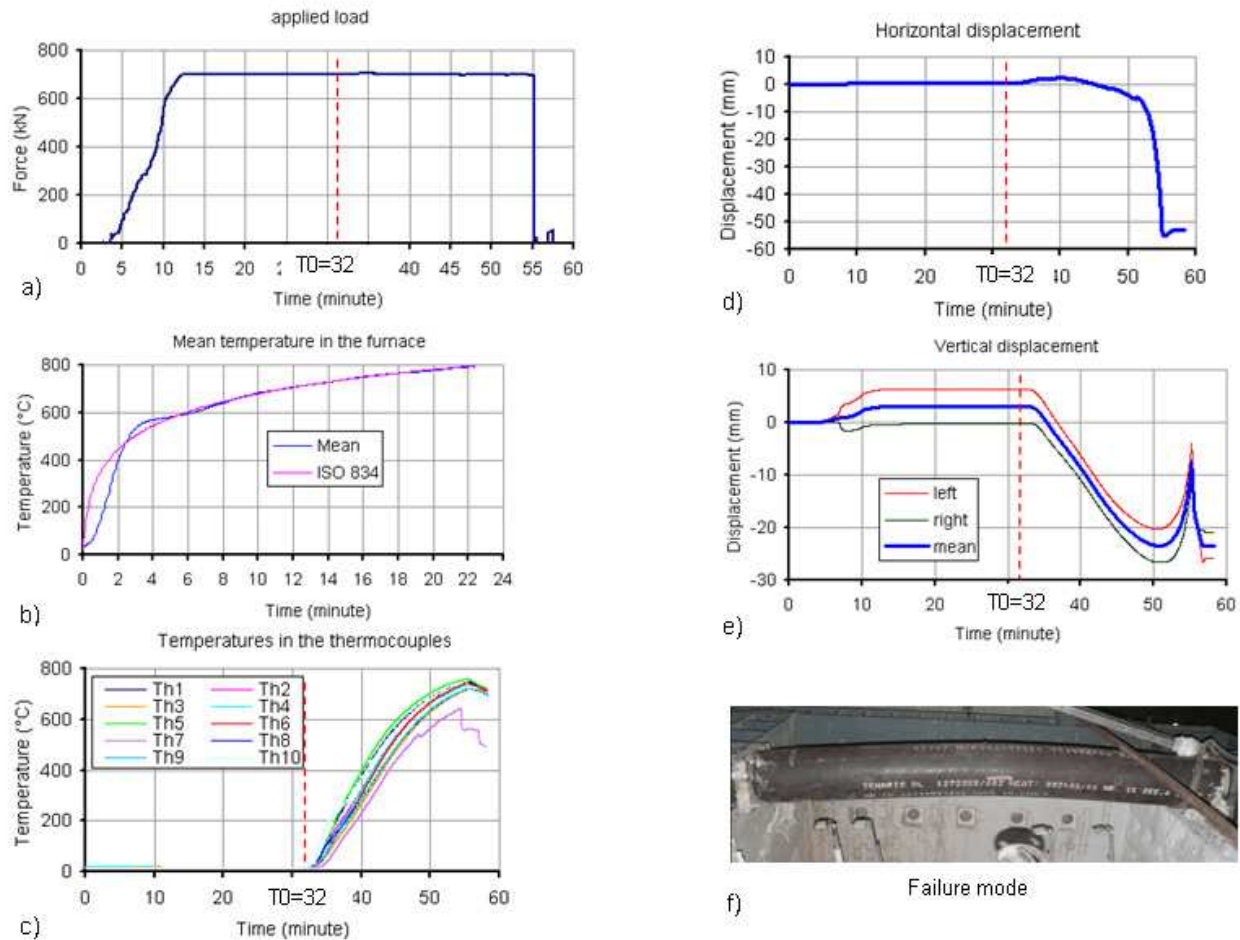 applied load
800
600
400
200
0
Force (kN)
0 5 10 15 20 2 T0=32 40 45 50 55 60
Time (minute)
a)
Mean temperature in the furnace
800
600
400
200
0
Temperature (°C)
Mean
ISO 834
0 2 4 6 8 10 12 14 16 18 20 22 24
Time (minute)
b)
Temperatures in the thermocouples
800
600
400
200
0
Temperature (°C)
Th1 Th2
Th3 Th4
Th5 Th6
Th7 Th8
Th9 Th10
0 10 20 T0=32 40 50 60
Time (minute)
c)
Horizontal displacement
10
0
-10
-20
-30
-40
-50
-60
Displacement (mm)
0 10 20 T0=32 40 50 60
Time (minute)
d)
Vertical displacement
10
0
-10
-20
-30
Displacement (mm)
left
right
mean
0 10 20 T0=32 40 50 60
Time (minute)
e)
Failure mode
f)